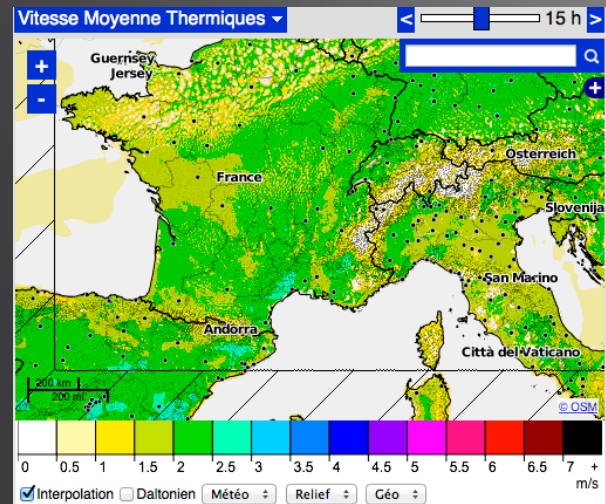 Vitesse Moyenne Thermiques
< 15 h >
+
-
Guernsey
Jersey
France
Österreich
Slovenija
San Marino
Andorra
Città del Vaticano
200 km
200 mi
© OSM
0 0.5 1 1.5 2 2.5 3 3.5 4 4.5 5 5.5 6 6.5 7 +
m/s
Interpolation Daltonien Météo Relief Géo